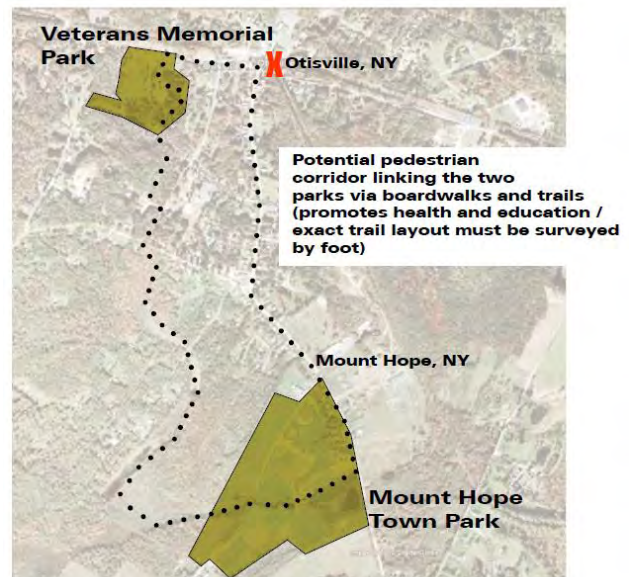 Veterans Memorial
Park
X Otisville, NY
Potential pedestrian
corridor linking the two
parks via boardwalks and trails
(promotes health and education /
exact trail layout must be surveyed
by foot)
Mount Hope, NY
Mount Hope
Town Park